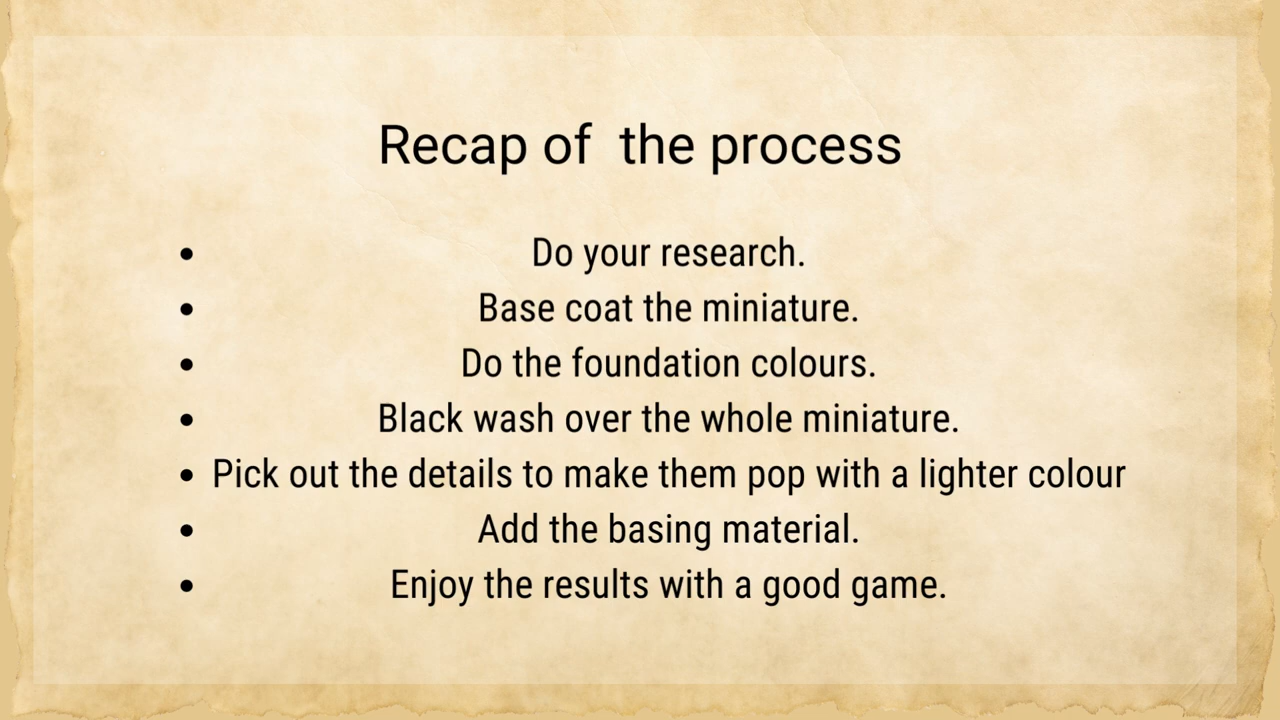 Recap of  the process
• Do your research.
• Base coat the miniature.
• Do the foundation colours.
• Black wash over the whole miniature.
• Pick out the details to make them pop with a lighter colour
• Add the basing material.
• Enjoy the results with a good game.